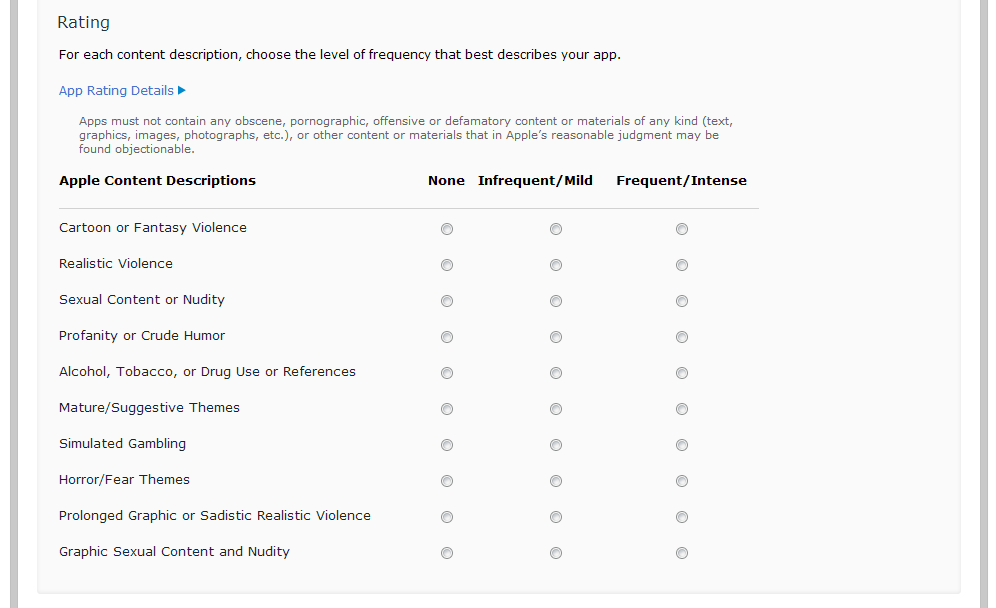 Rating
For each content description, choose the level of frequency that best describes your app.
App Rating Details
Apps must not contain any obscene, pornographic, offensive or defamatory content or materials of any kind (text,
graphics, images, photographs, etc.), or other content or materials that in Apple's reasonable judgment may be
found objectionable.
Apple Content Descriptions None Infrequent/Mild Frequent/Intense
Cartoon or Fantasy Violence
Realistic Violence
Sexual Content or Nudity
Profanity or Crude Humor
Alcohol, Tobacco, or Drug Use or References
Mature/Suggestive Themes
Simulated Gambling
Horror/Fear Themes
Prolonged Graphic or Sadistic Realistic Violence
Graphic Sexual Content and Nudity